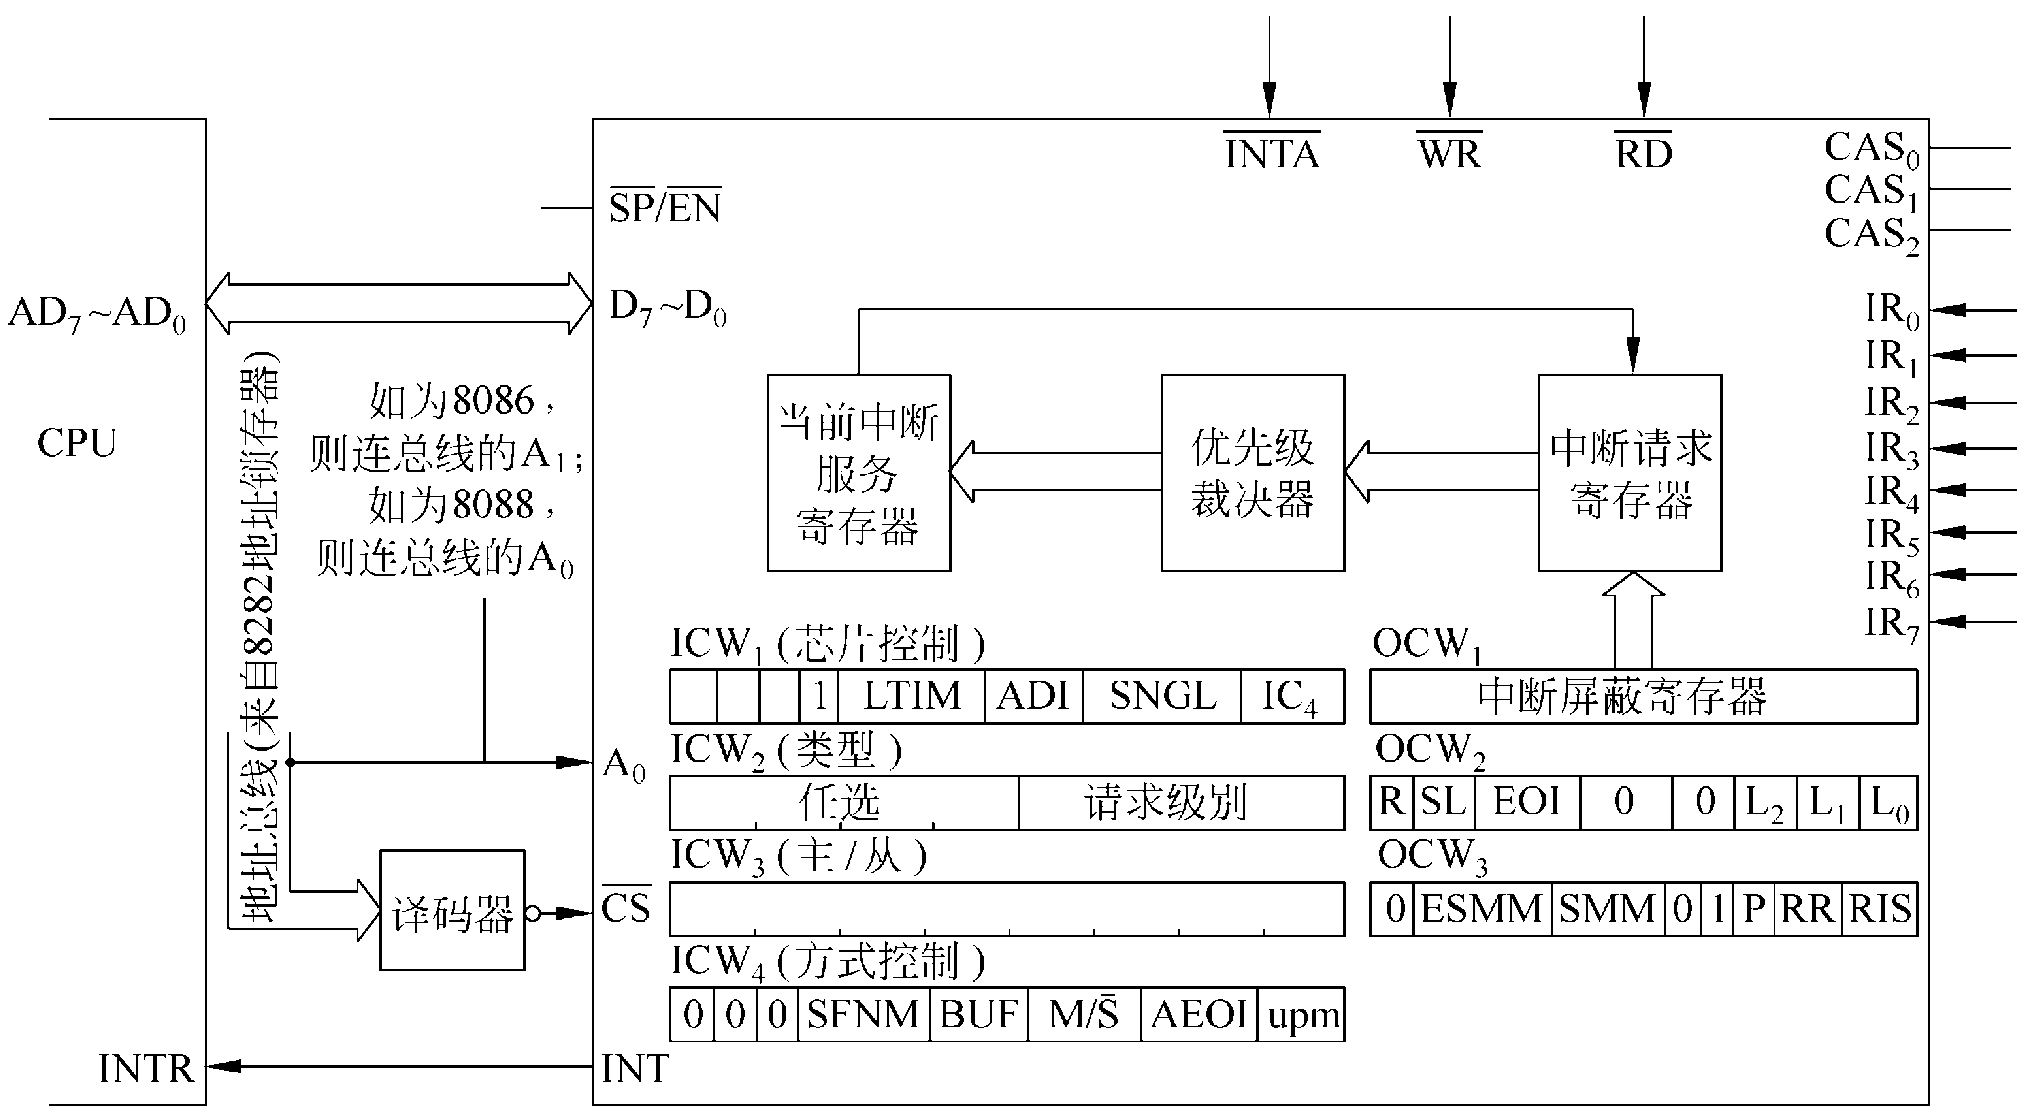 INTA WR RD
CAS0
CAS1
CAS2
SP/EN
AD7~AD0
D7~D0
CPU
地址总线(来自8282地址锁存器)
如为8086，
则连总线的A1;
如为8088，
则连总线的A0
当前中断
服务
寄存器
优先级
裁决器
中断请求
寄存器
IR0
IR1
IR2
IR3
IR4
IR5
IR6
IR7
ICW1(芯片控制)
1 LTIM ADI SNGL IC4
OCW1
中断屏蔽寄存器
A0
ICW2(类型)
任选 请求级别
OCW2
R SL EOI 0 0 L2 L1 L0
译码器
CS
ICW3(主/从)
OCW3
0 ESMM SMM 0 1 P RR RIS
ICW4(方式控制)
0 0 0 SFNM BUF M/S̄ AEOI upm
INTR
INT